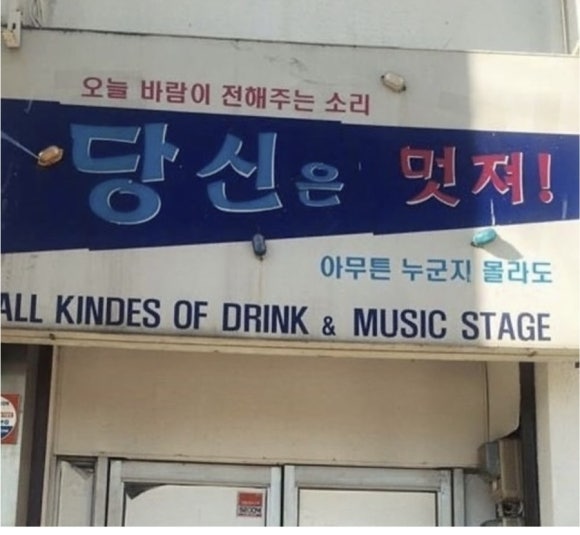 오늘 바람이 전해주는 소리
당신은 멋져!
아무튼 누군지 몰라도
ALL KINDES OF DRINK & MUSIC STAGE